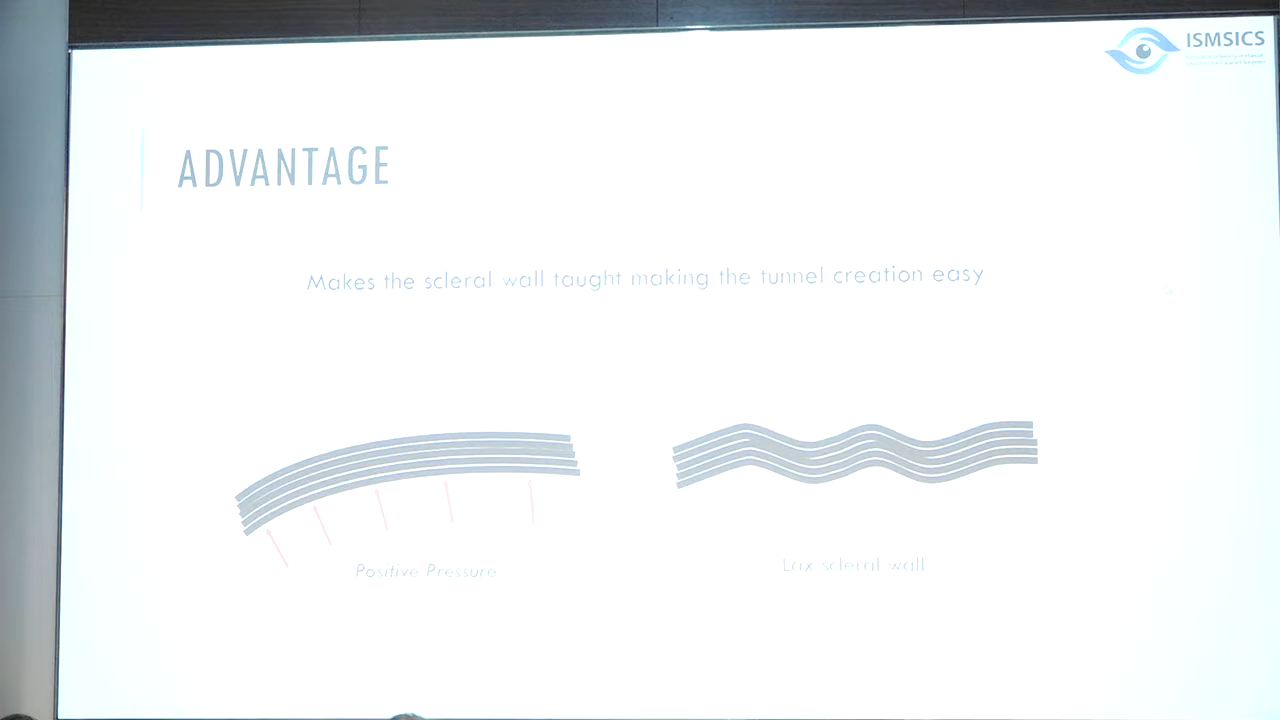 ISMSICS
ADVANTAGE
Makes the scleral wall taught making the tunnel creation easy
Positive Pressure
Lax scleral wall